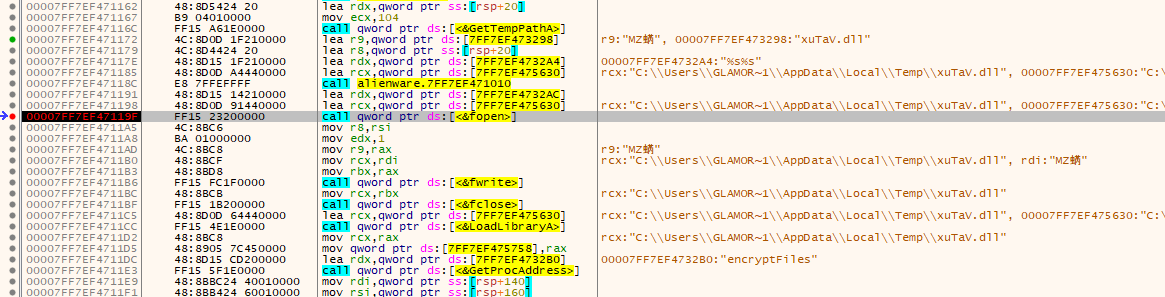 00007FF7EF471162 48:8D5424 20 lea rdx,qword ptr ss:[rsp+20]
00007FF7EF471167 B9 04010000 mov ecx,104
00007FF7EF47116C FF15 A61E0000 call qword ptr ds:[<&GetTempPathA>]
00007FF7EF471172 4C:8D0D 1F210000 lea r9,qword ptr ds:[7FF7EF473298] r9:"MZ蟎", 00007FF7EF473298:"xuTaV.dll"
00007FF7EF471179 4C:8D4424 20 lea r8,qword ptr ss:[rsp+20]
00007FF7EF47117E 48:8D15 1F210000 lea rdx,qword ptr ds:[7FF7EF4732A4] 00007FF7EF4732A4:"%s%s"
00007FF7EF471185 48:8D0D A4440000 lea rcx,qword ptr ds:[7FF7EF475630] rcx:"C:\\Users\\GLAMOR~1\\AppData\\Local\\Temp\\xuTaV.dll", 00007FF7EF475630:"C:\
00007FF7EF47118C E8 7FFEFFFF call alienware.7FF7EF471010
00007FF7EF471191 48:8D15 14210000 lea rdx,qword ptr ds:[7FF7EF4732AC]
00007FF7EF471198 48:8D0D 91440000 lea rcx,qword ptr ds:[7FF7EF475630] rcx:"C:\\Users\\GLAMOR~1\\AppData\\Local\\Temp\\xuTaV.dll", 00007FF7EF475630:"C:\
00007FF7EF47119F FF15 23200000 call qword ptr ds:[<&fopen>]
00007FF7EF4711A5 4C:8BC6 mov r8,rsi
00007FF7EF4711A8 BA 01000000 mov edx,1
00007FF7EF4711AD 4C:8BC8 mov r9,rax r9:"MZ蟎"
00007FF7EF4711B0 48:8BCF mov rcx,rdi rcx:"C:\\Users\\GLAMOR~1\\AppData\\Local\\Temp\\xuTaV.dll", rdi:"MZ蟎"
00007FF7EF4711B3 48:8BD8 mov rbx,rax
00007FF7EF4711B6 FF15 FC1F0000 call qword ptr ds:[<&fwrite>]
00007FF7EF4711BC 48:8BCB mov rcx,rbx rcx:"C:\\Users\\GLAMOR~1\\AppData\\Local\\Temp\\xuTaV.dll"
00007FF7EF4711BF FF15 1B200000 call qword ptr ds:[<&fclose>]
00007FF7EF4711C5 48:8D0D 64440000 lea rcx,qword ptr ds:[7FF7EF475630] rcx:"C:\\Users\\GLAMOR~1\\AppData\\Local\\Temp\\xuTaV.dll", 00007FF7EF475630:"C:\
00007FF7EF4711CC FF15 4E1E0000 call qword ptr ds:[<&LoadLibraryA>]
00007FF7EF4711D2 48:8BC8 mov rcx,rax rcx:"C:\\Users\\GLAMOR~1\\AppData\\Local\\Temp\\xuTaV.dll"
00007FF7EF4711D5 48:8905 7C450000 mov qword ptr ds:[7FF7EF475758],rax
00007FF7EF4711DC 48:8D15 CD200000 lea rdx,qword ptr ds:[7FF7EF4732B0] 00007FF7EF4732B0:"encryptFiles"
00007FF7EF4711E3 FF15 5F1E0000 call qword ptr ds:[<&GetProcAddress>]
00007FF7EF4711E9 48:8BBC24 40010000 mov rdi,qword ptr ss:[rsp+140]
00007FF7EF4711F1 48:8BB424 60010000 mov rsi,qword ptr ss:[rsp+160]